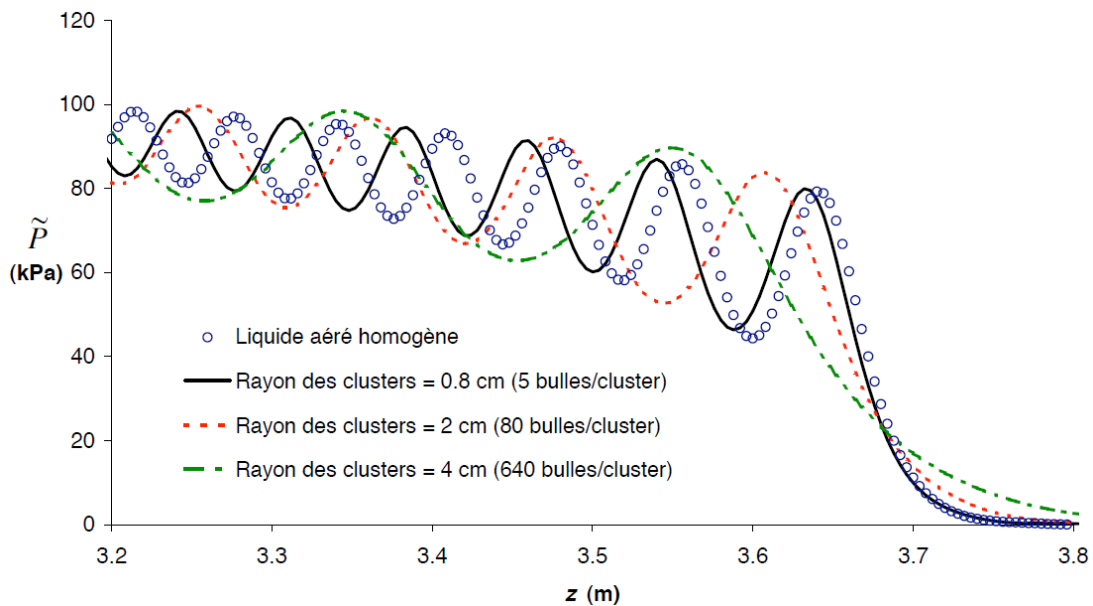 120
100
80
60
40
20
0
P̃
(kPa)
Liquide aéré homogène
Rayon des clusters = 0.8 cm (5 bulles/cluster)
Rayon des clusters = 2 cm (80 bulles/cluster)
Rayon des clusters = 4 cm (640 bulles/cluster)
3.2 3.3 3.4 3.5 3.6 3.7 3.8
z (m)